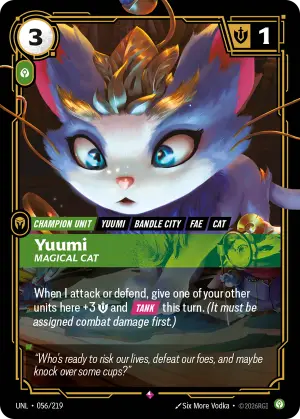 3
1
CHAMPION UNIT YUUMI BANDLE CITY FAE CAT
Yuumi
MAGICAL CAT
When I attack or defend, give one of your other
units here +3 and TANK this turn. (It must be
assigned combat damage first.)
"Who's ready to risk our lives, defeat our foes, and maybe
knock over some cups?"
UNL • 056/219 Six More Vodka • ©2026RGI